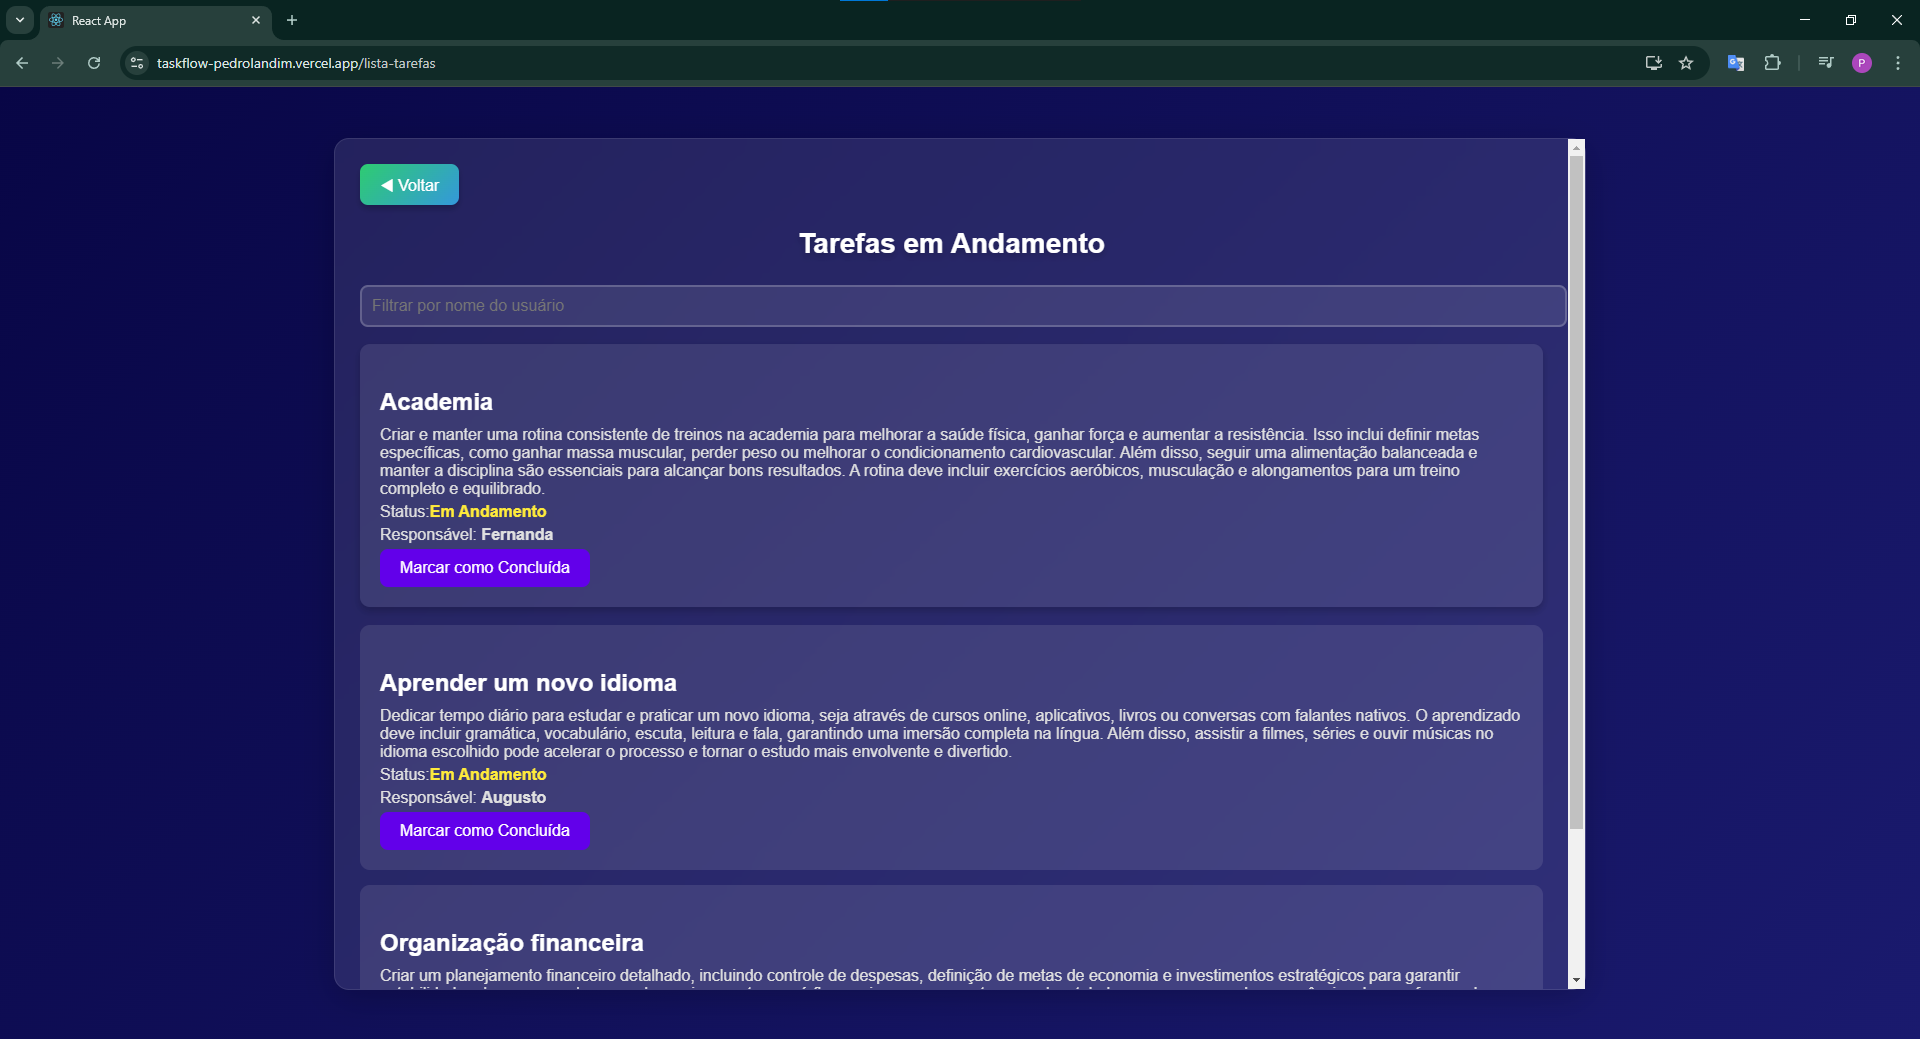 React App
taskflow-pedrolandim.vercel.app/lista-tarefas
P
Voltar
Tarefas em Andamento
Filtrar por nome do usuário
Academia
Criar e manter uma rotina consistente de treinos na academia para melhorar a saúde física, ganhar força e aumentar a resistência. Isso inclui definir metas
específicas, como ganhar massa muscular, perder peso ou melhorar o condicionamento cardiovascular. Além disso, seguir uma alimentação balanceada e
manter a disciplina são essenciais para alcançar bons resultados. A rotina deve incluir exercícios aeróbicos, musculação e alongamentos para um treino
completo e equilibrado.
Status:Em Andamento
Responsável: Fernanda
Marcar como Concluída
Aprender um novo idioma
Dedicar tempo diário para estudar e praticar um novo idioma, seja através de cursos online, aplicativos, livros ou conversas com falantes nativos. O aprendizado
deve incluir gramática, vocabulário, escuta, leitura e fala, garantindo uma imersão completa na língua. Além disso, assistir a filmes, séries e ouvir músicas no
idioma escolhido pode acelerar o processo e tornar o estudo mais envolvente e divertido.
Status:Em Andamento
Responsável: Augusto
Marcar como Concluída
Organização financeira
Criar um planejamento financeiro detalhado, incluindo controle de despesas, definição de metas de economia e investimentos estratégicos para garantir